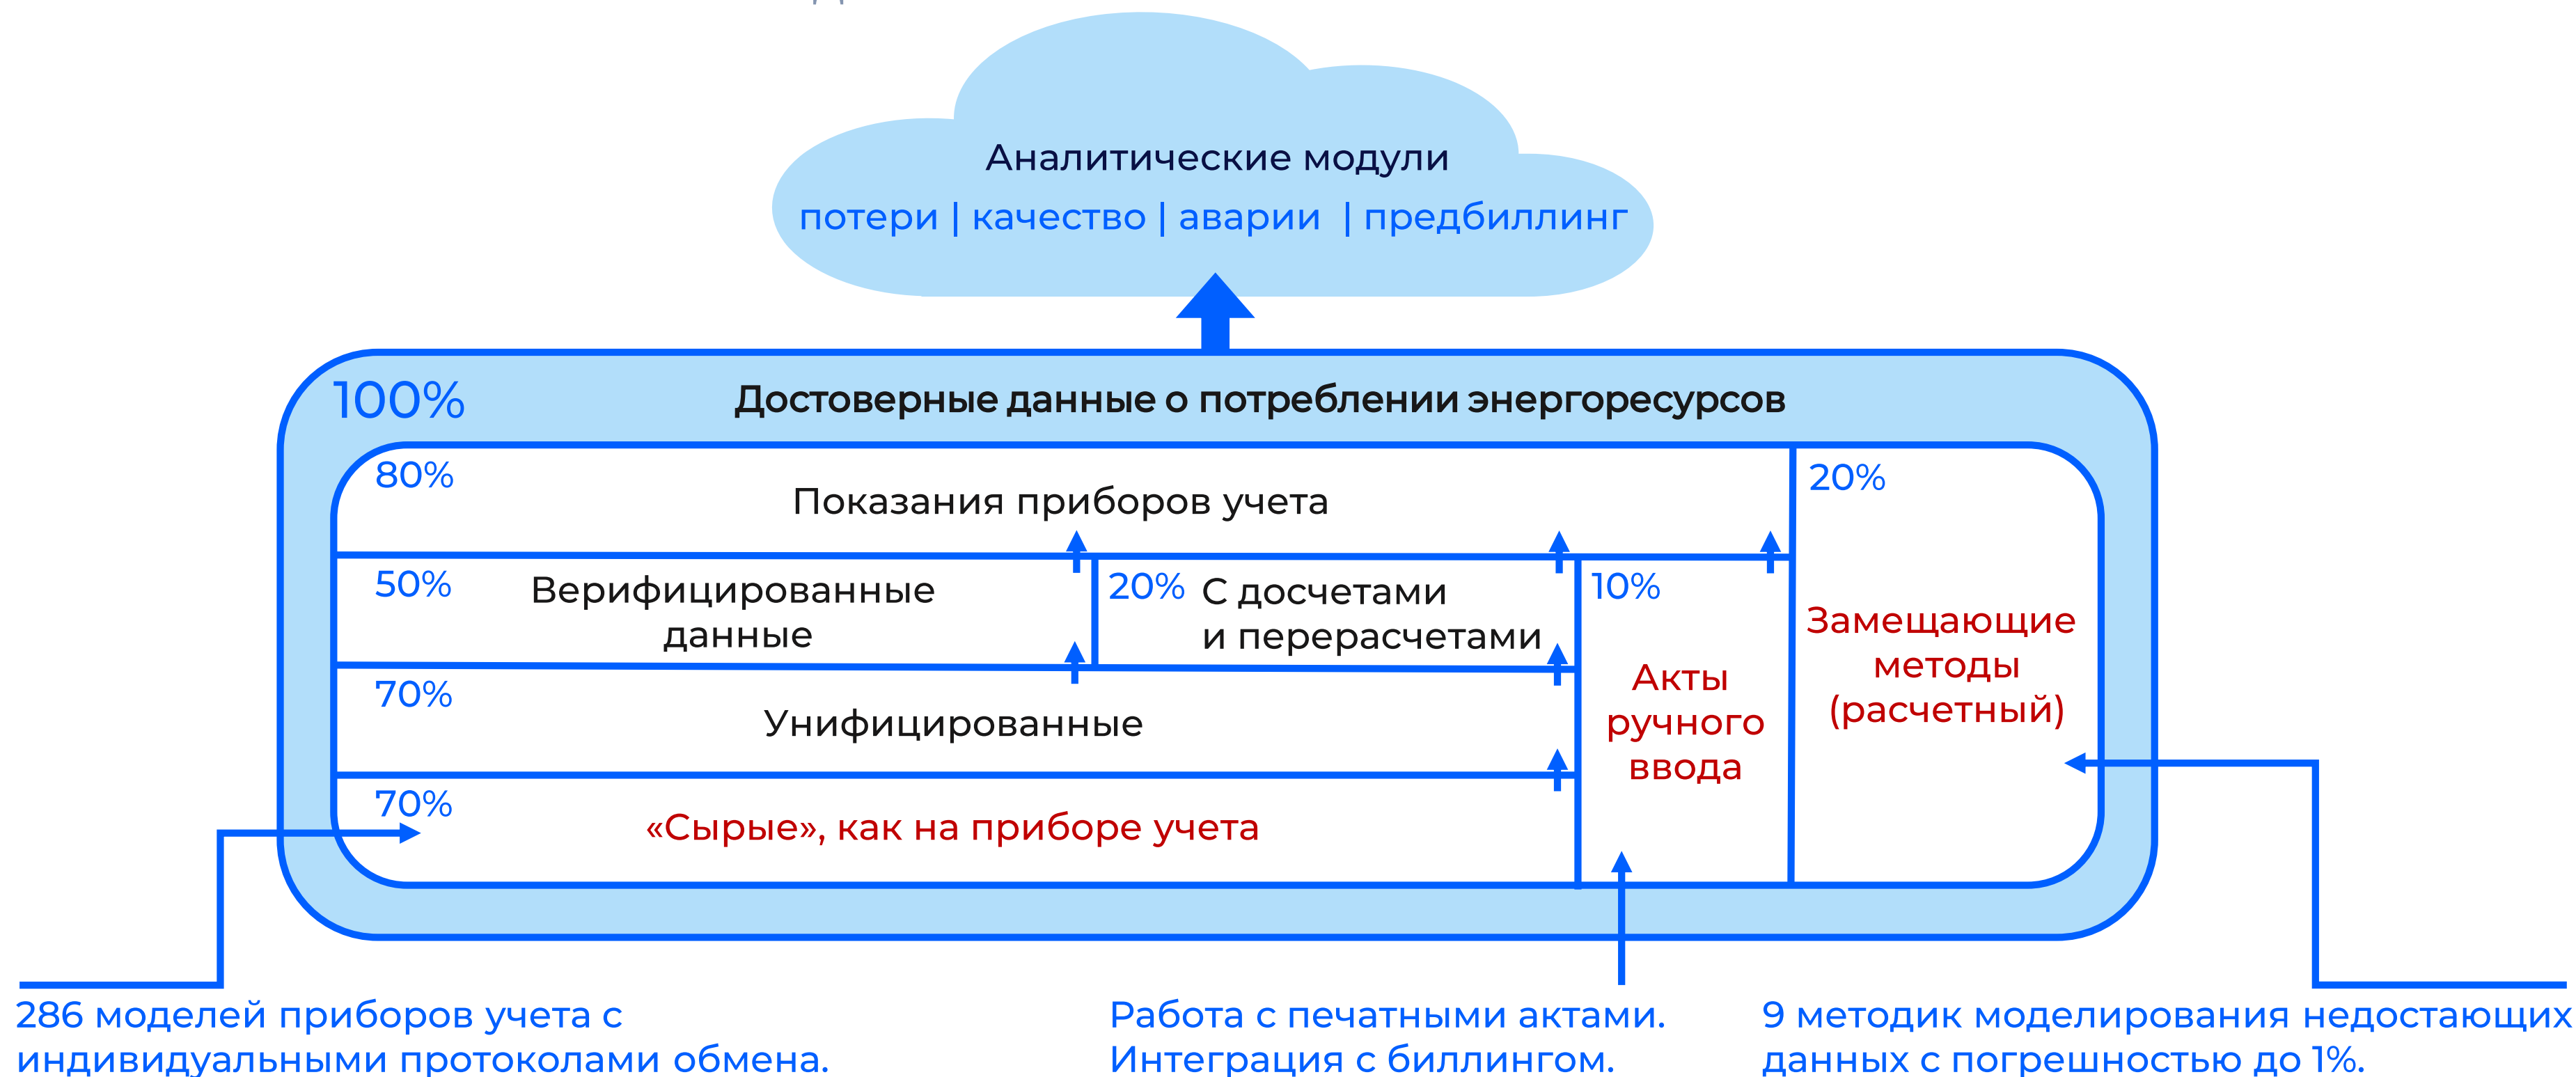 Аналитические модули
потери | качество | аварии | предбиллинг
100%
Достоверные данные о потреблении энергоресурсов
80%
Показания приборов учета
20%
Замещающие
методы
(расчетный)
50%
Верифицированные
данные
20%
С досчетами
и перерасчетами
10%
Акты
ручного
ввода
70%
Унифицированные
70%
«Сырые», как на приборе учета
286 моделей приборов учета с
индивидуальными протоколами обмена.
Работа с печатными актами.
Интеграция с биллингом.
9 методик моделирования недостающих
данных с погрешностью до 1%.